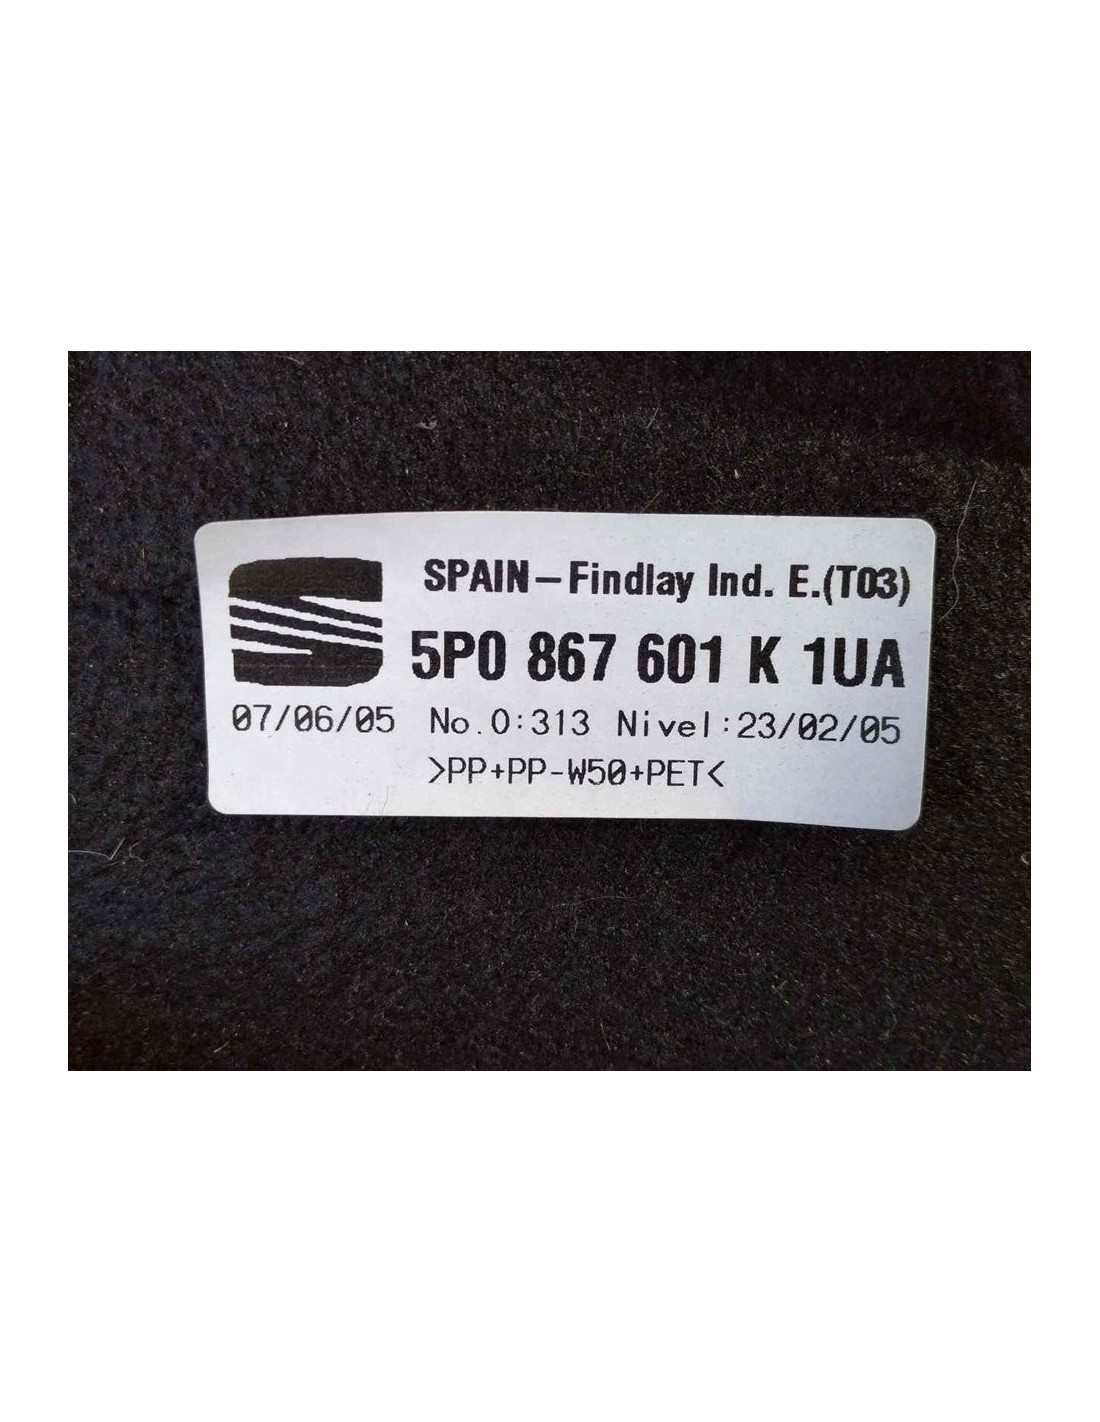 SPAIN-Findlay Ind. E.(T03)
5P0 867 601 K 1UA
07/06/05 No.O:313 Nivel:23/02/05
>PP+PP-W50+PET<